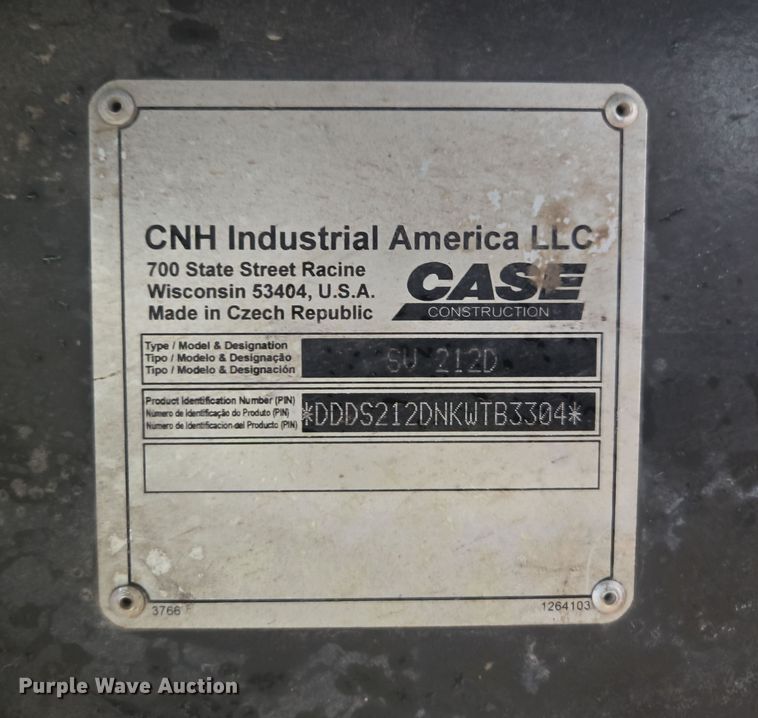 CNH Industrial America LLC
700 State Street Racine
Wisconsin 53404, U.S.A.
Made in Czech Republic
CASE
CONSTRUCTION
Type / Model & Designation
Tipo / Modelo & Designação
Tipo / Modelo & Designación
SV 212D
Product Identification Number (PIN)
Número de Identificação do Produto (PIN)
Numero de Identificacion del Producto (PIN)
*DDDS212DNKWTB3304*
3766
1264103
Purple Wave Auction